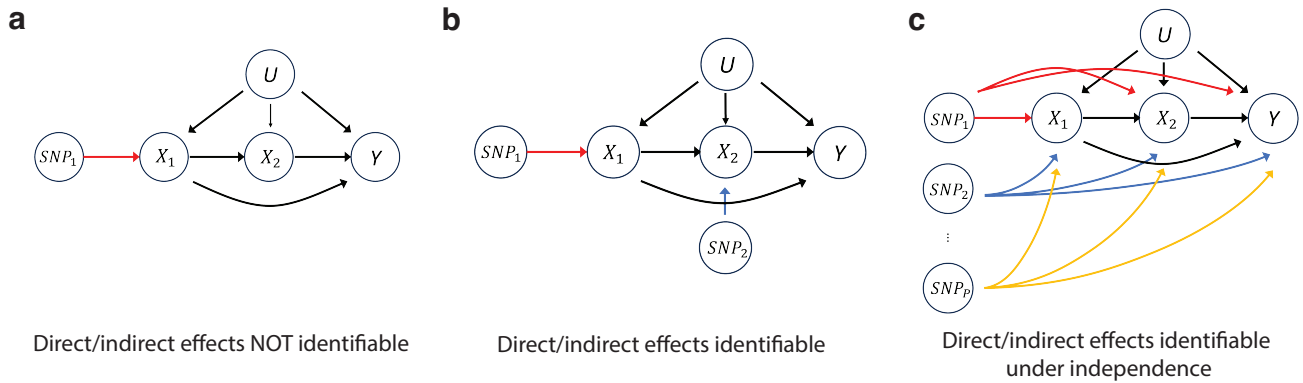 a
U
SNP₁
X₁
X₂
Y
Direct/indirect effects NOT identifiable
b
U
SNP₁
X₁
X₂
Y
SNP₂
Direct/indirect effects identifiable
c
U
SNP₁
X₁
X₂
Y
SNP₂
⋮
SNPₚ
Direct/indirect effects identifiable
under independence